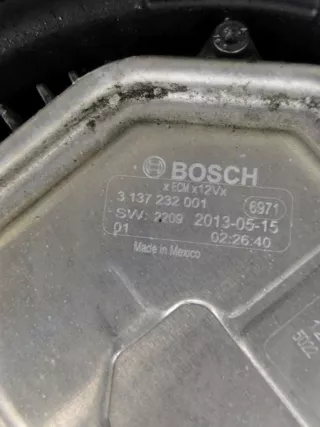 BOSCH
x ECM x12Vx
3 137 232 001 6971
SW: 2209 2013-05-15
01 02:26:40
Made in Mexico